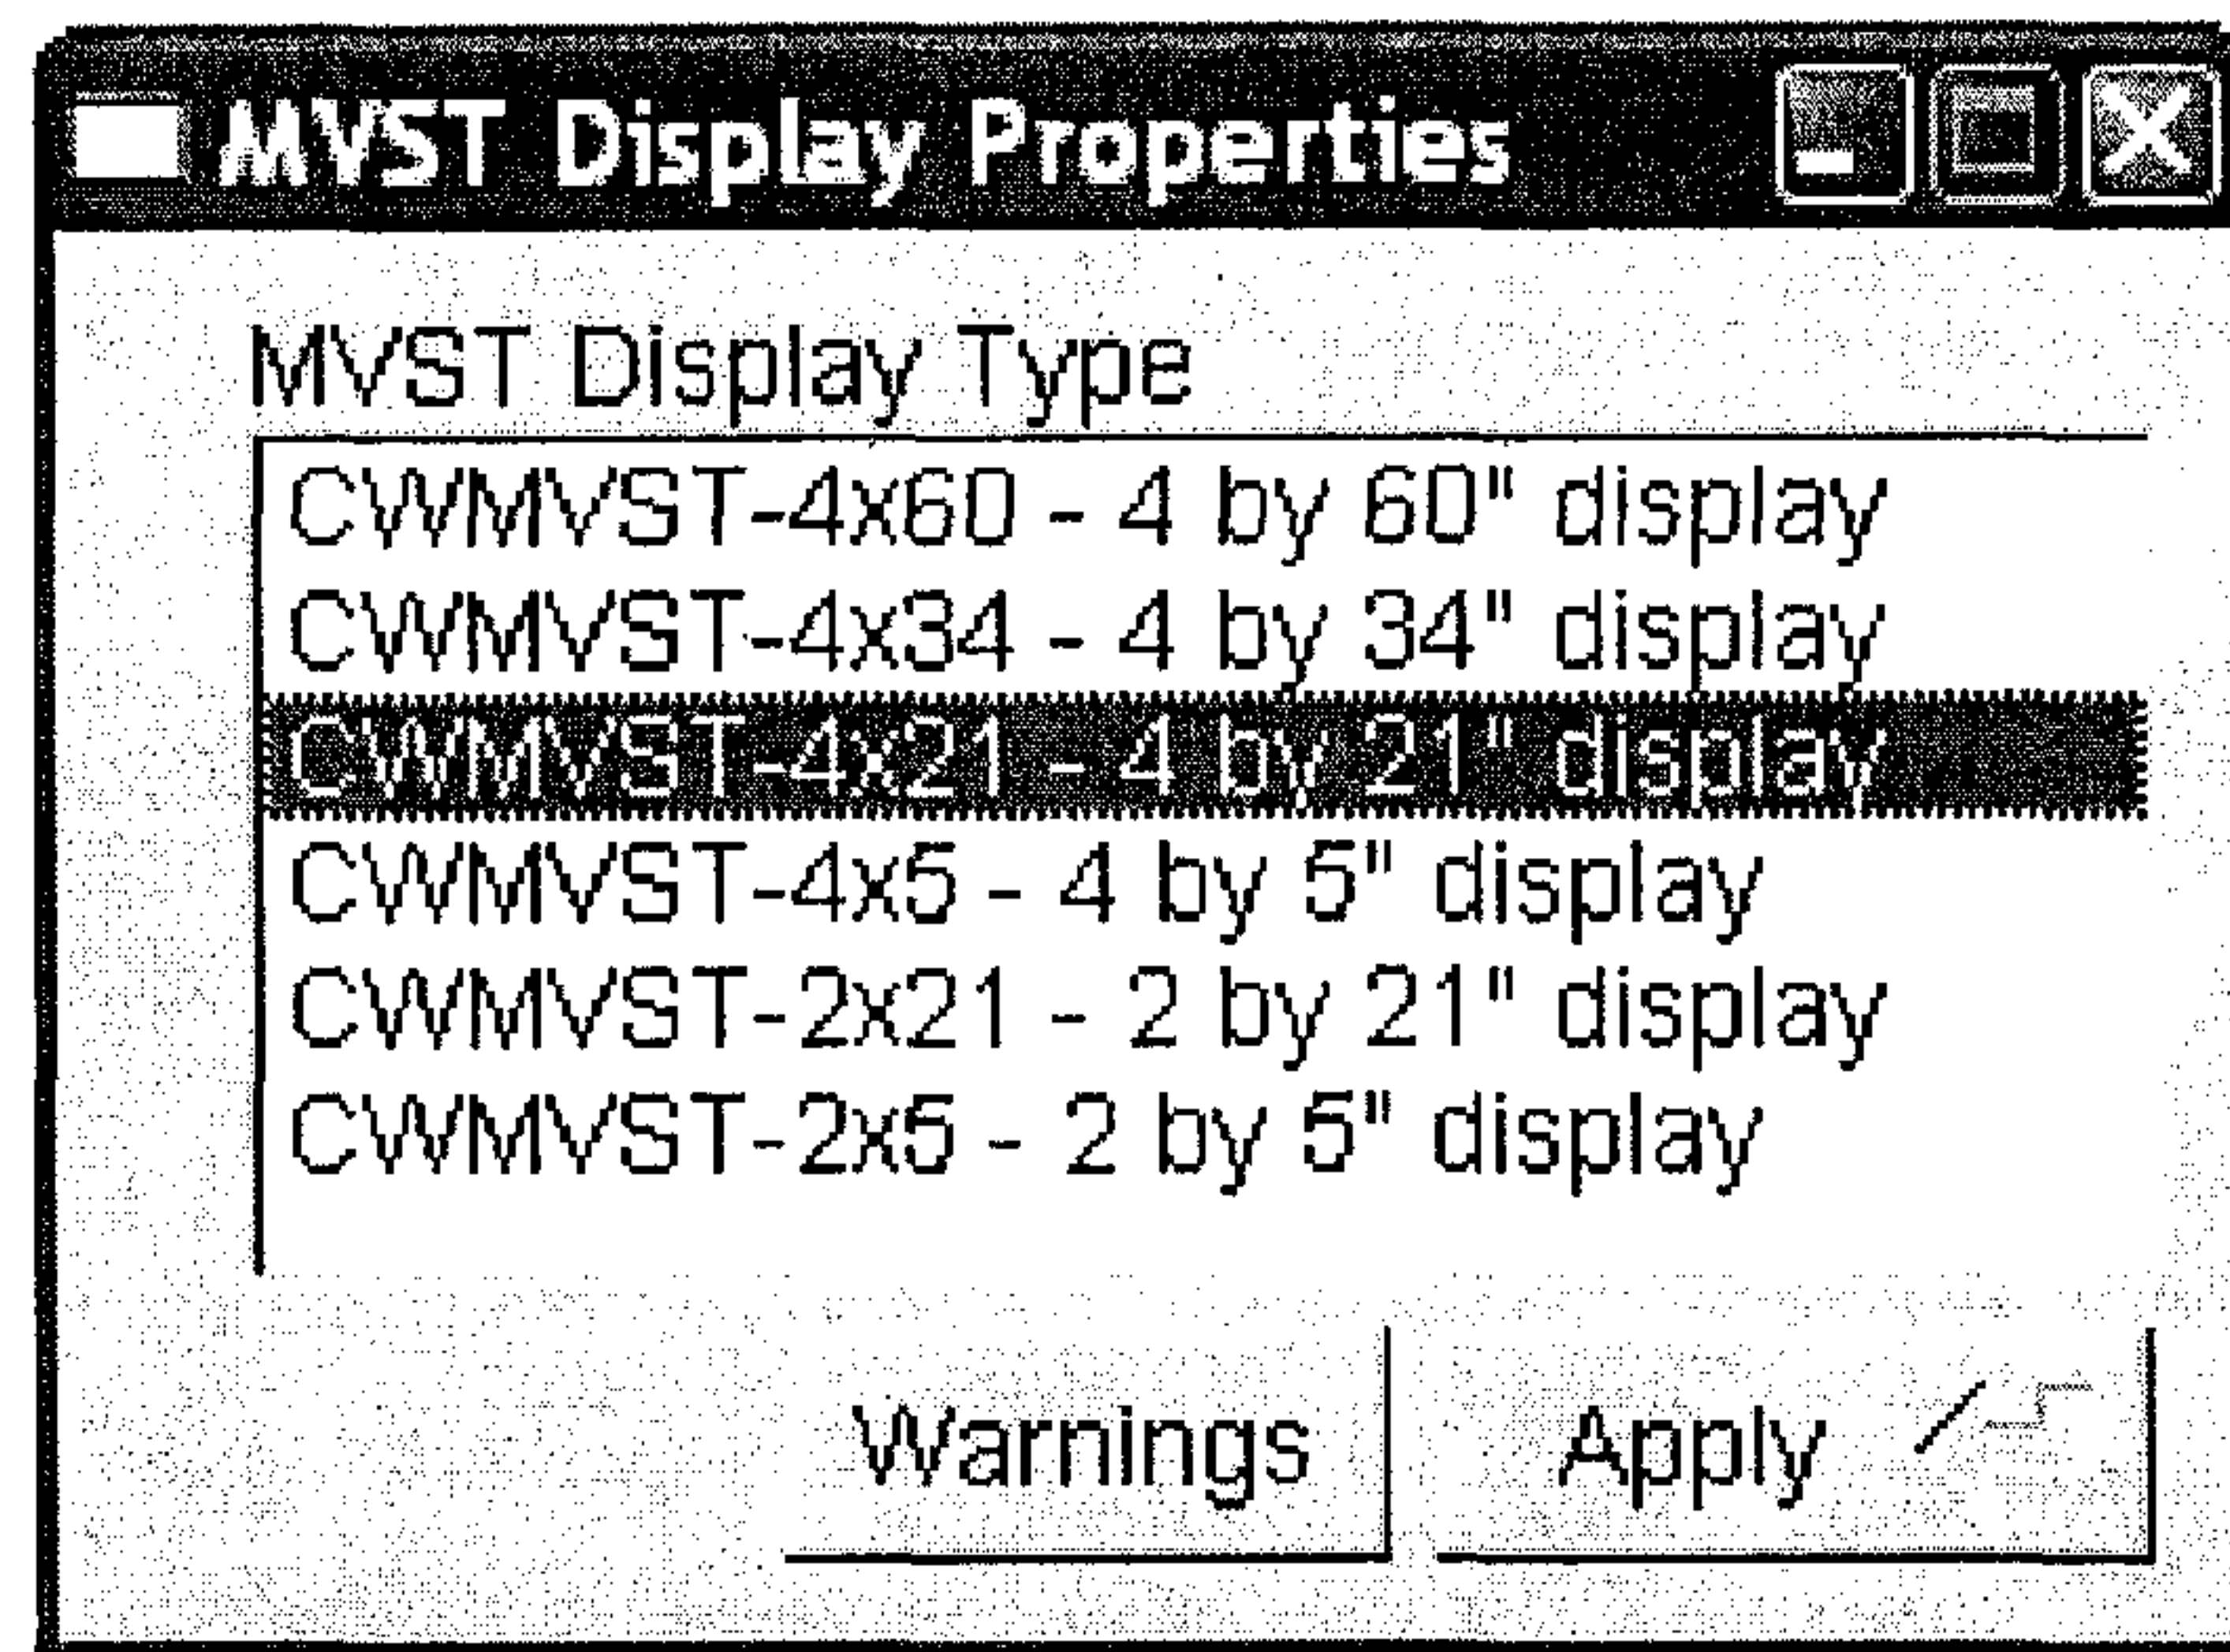 MVST Display Properties
MVST Display Type
CWMVST-4x60 - 4 by 60" display
CWMVST-4x34 - 4 by 34" display
CWMVST-4x21 - 4 by 21" display
CWMVST-4x5 - 4 by 5" display
CWMVST-2x21 - 2 by 21" display
CWMVST-2x5 - 2 by 5" display
Warnings
Apply